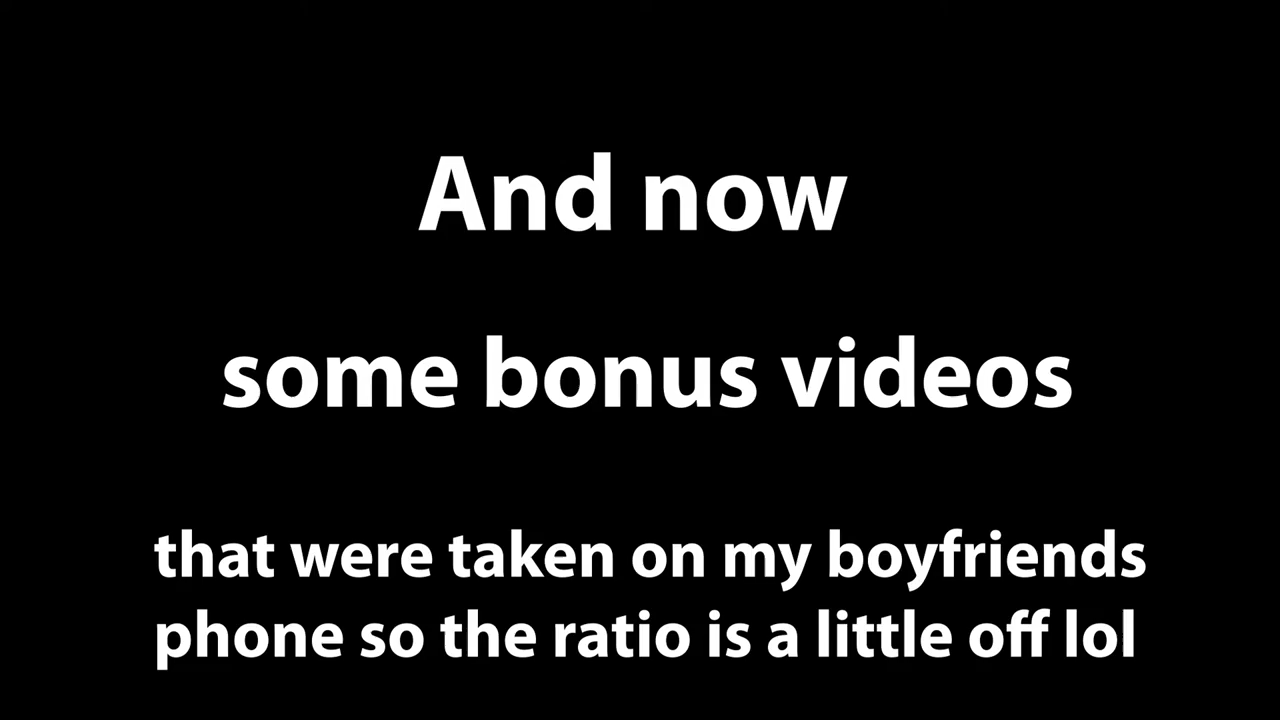 And now
some bonus videos
that were taken on my boyfriends
phone so the ratio is a little off lol